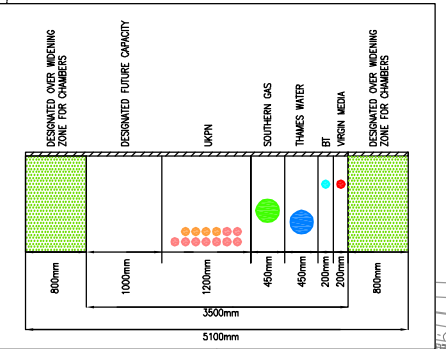 DESIGNATED OVER WIDENING
ZONE FOR CHAMBERS
DESIGNATED FUTURE CAPACITY
UKPN
SOUTHERN GAS
THAMES WATER
BT
VIRGIN MEDIA
DESIGNATED OVER WIDENING
ZONE FOR CHAMBERS
800mm
1000mm
1200mm
450mm
450mm
200mm
200mm
800mm
3500mm
5100mm